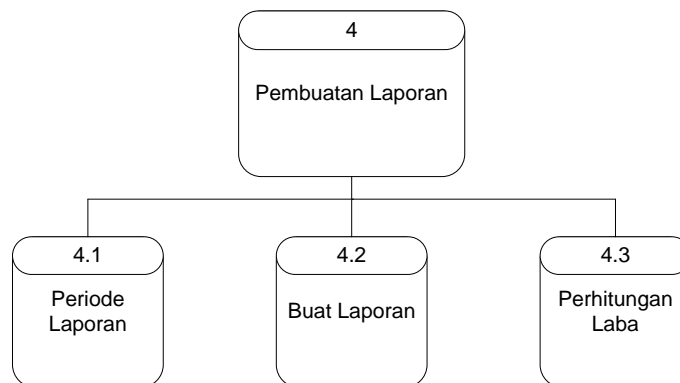 4
Pembuatan Laporan
4.1
Periode
Laporan
4.2
Buat Laporan
4.3
Perhitungan
Laba